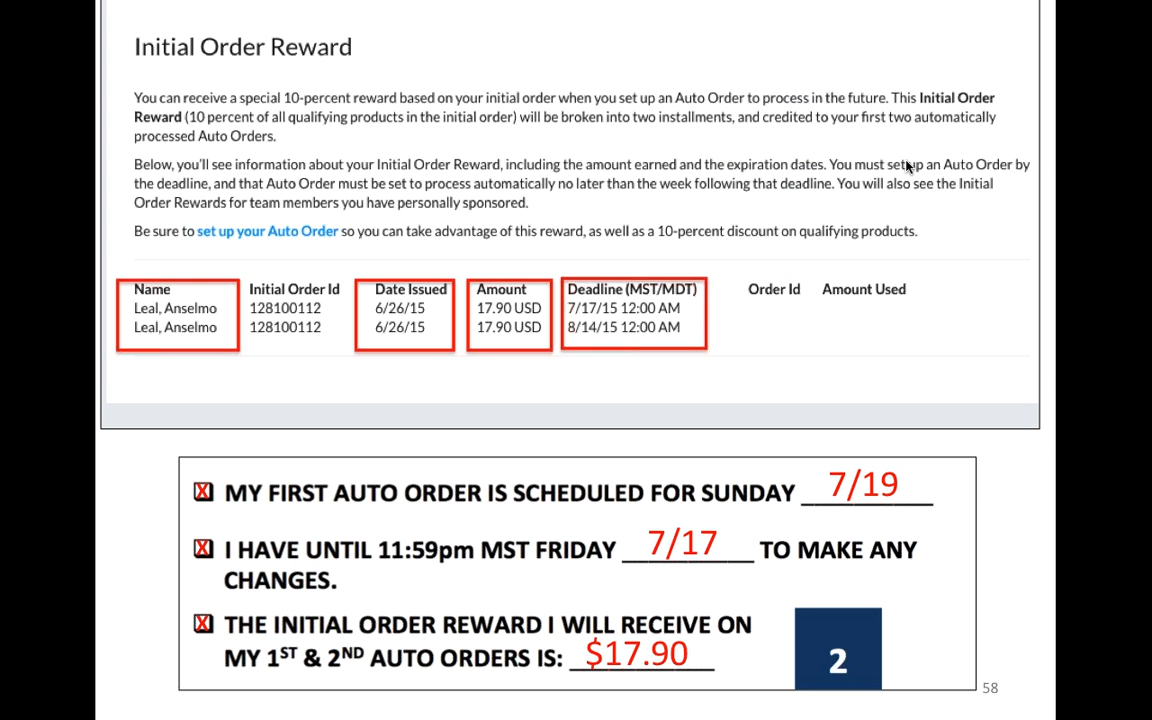 Initial Order Reward
You can receive a special 10-percent reward based on your initial order when you set up an Auto Order to process in the future. This Initial Order
Reward (10 percent of all qualifying products in the initial order) will be broken into two installments, and credited to your first two automatically
processed Auto Orders.
Below, you'll see information about your Initial Order Reward, including the amount earned and the expiration dates. You must set up an Auto Order by
the deadline, and that Auto Order must be set to process automatically no later than the week following that deadline. You will also see the Initial
Order Rewards for team members you have personally sponsored.
Be sure to set up your Auto Order so you can take advantage of this reward, as well as a 10-percent discount on qualifying products.
Name Initial Order Id Date Issued Amount Deadline (MST/MDT) Order Id Amount Used
Leal, Anselmo 128100112 6/26/15 17.90 USD 7/17/15 12:00 AM
Leal, Anselmo 128100112 6/26/15 17.90 USD 8/14/15 12:00 AM
X MY FIRST AUTO ORDER IS SCHEDULED FOR SUNDAY 7/19
X I HAVE UNTIL 11:59pm MST FRIDAY 7/17 TO MAKE ANY
CHANGES.
X THE INITIAL ORDER REWARD I WILL RECEIVE ON
MY 1ST & 2ND AUTO ORDERS IS: $17.90
2
58